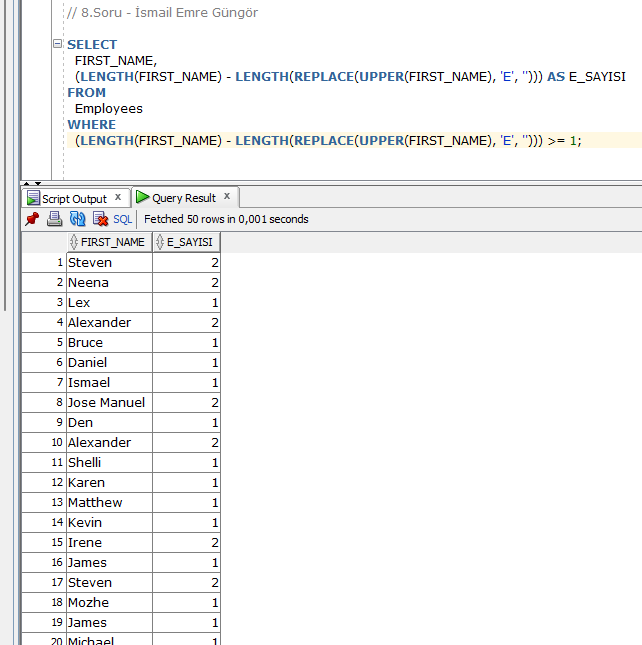 // 8.Soru - İsmail Emre Güngör
SELECT
FIRST_NAME,
(LENGTH(FIRST_NAME) - LENGTH(REPLACE(UPPER(FIRST_NAME), 'E', ''))) AS E_SAYISI
FROM
Employees
WHERE
(LENGTH(FIRST_NAME) - LENGTH(REPLACE(UPPER(FIRST_NAME), 'E', ''))) >= 1;
Script Output x Query Result x
SQL Fetched 50 rows in 0,001 seconds
FIRST_NAME E_SAYISI
1 Steven 2
2 Neena 2
3 Lex 1
4 Alexander 2
5 Bruce 1
6 Daniel 1
7 Ismael 1
8 Jose Manuel 2
9 Den 1
10 Alexander 2
11 Shelli 1
12 Karen 1
13 Matthew 1
14 Kevin 1
15 Irene 2
16 James 1
17 Steven 2
18 Mozhe 1
19 James 1
20 Michael 1